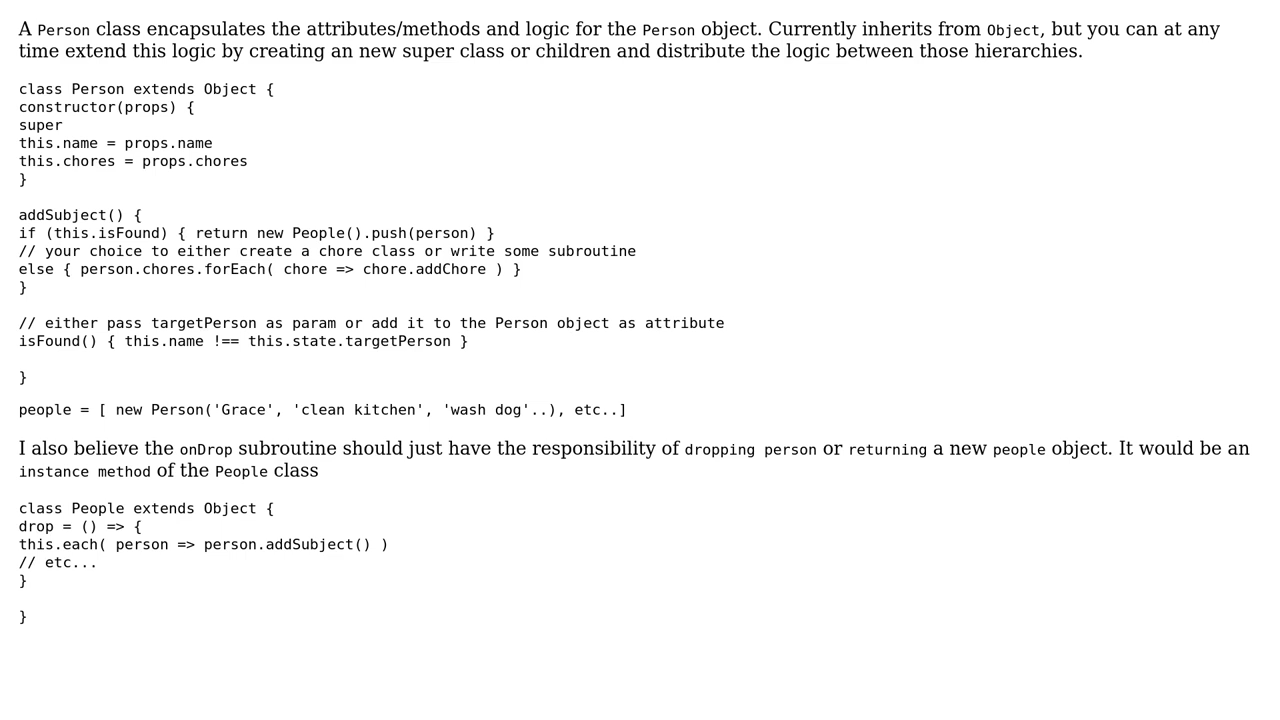 A Person class encapsulates the attributes/methods and logic for the Person object. Currently inherits from Object, but you can at any
time extend this logic by creating an new super class or children and distribute the logic between those hierarchies.
class Person extends Object {
constructor(props) {
super
this.name = props.name
this.chores = props.chores
}
addSubject() {
if (this.isFound) { return new People().push(person) }
// your choice to either create a chore class or write some subroutine
else { person.chores.forEach( chore => chore.addChore ) }
}
// either pass targetPerson as param or add it to the Person object as attribute
isFound() { this.name !== this.state.targetPerson }
}
people = [ new Person('Grace', 'clean kitchen', 'wash dog'..), etc..]
I also believe the onDrop subroutine should just have the responsibility of dropping person or returning a new people object. It would be an
instance method of the People class
class People extends Object {
drop = () => {
this.each( person => person.addSubject() )
// etc...
}
}